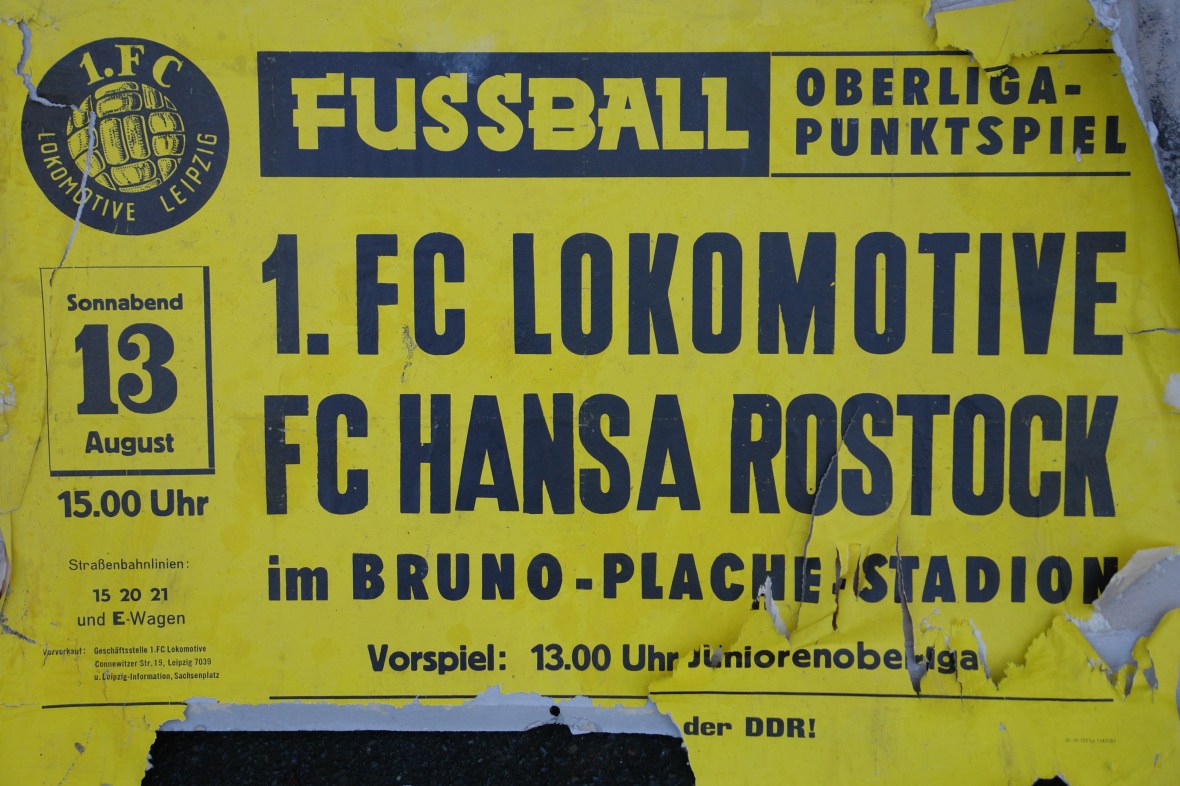 1.FC
LOKOMOTIVE LEIPZIG
FUSSBALL
OBERLIGA-
PUNKTSPIEL
Sonnabend
13
August
15.00 Uhr
1. FC LOKOMOTIVE
FC HANSA ROSTOCK
im BRUNO-PLACHE-STADION
Straßenbahnlinien:
15 20 21
und E-Wagen
Vorverkauf: Geschäftsstelle 1.FC Lokomotive
Connewitzer Str. 19, Leipzig 7039
u. Leipzig-Information, Sachsenplatz
Vorspiel: 13.00 Uhr Juniorenoberliga
der DDR!